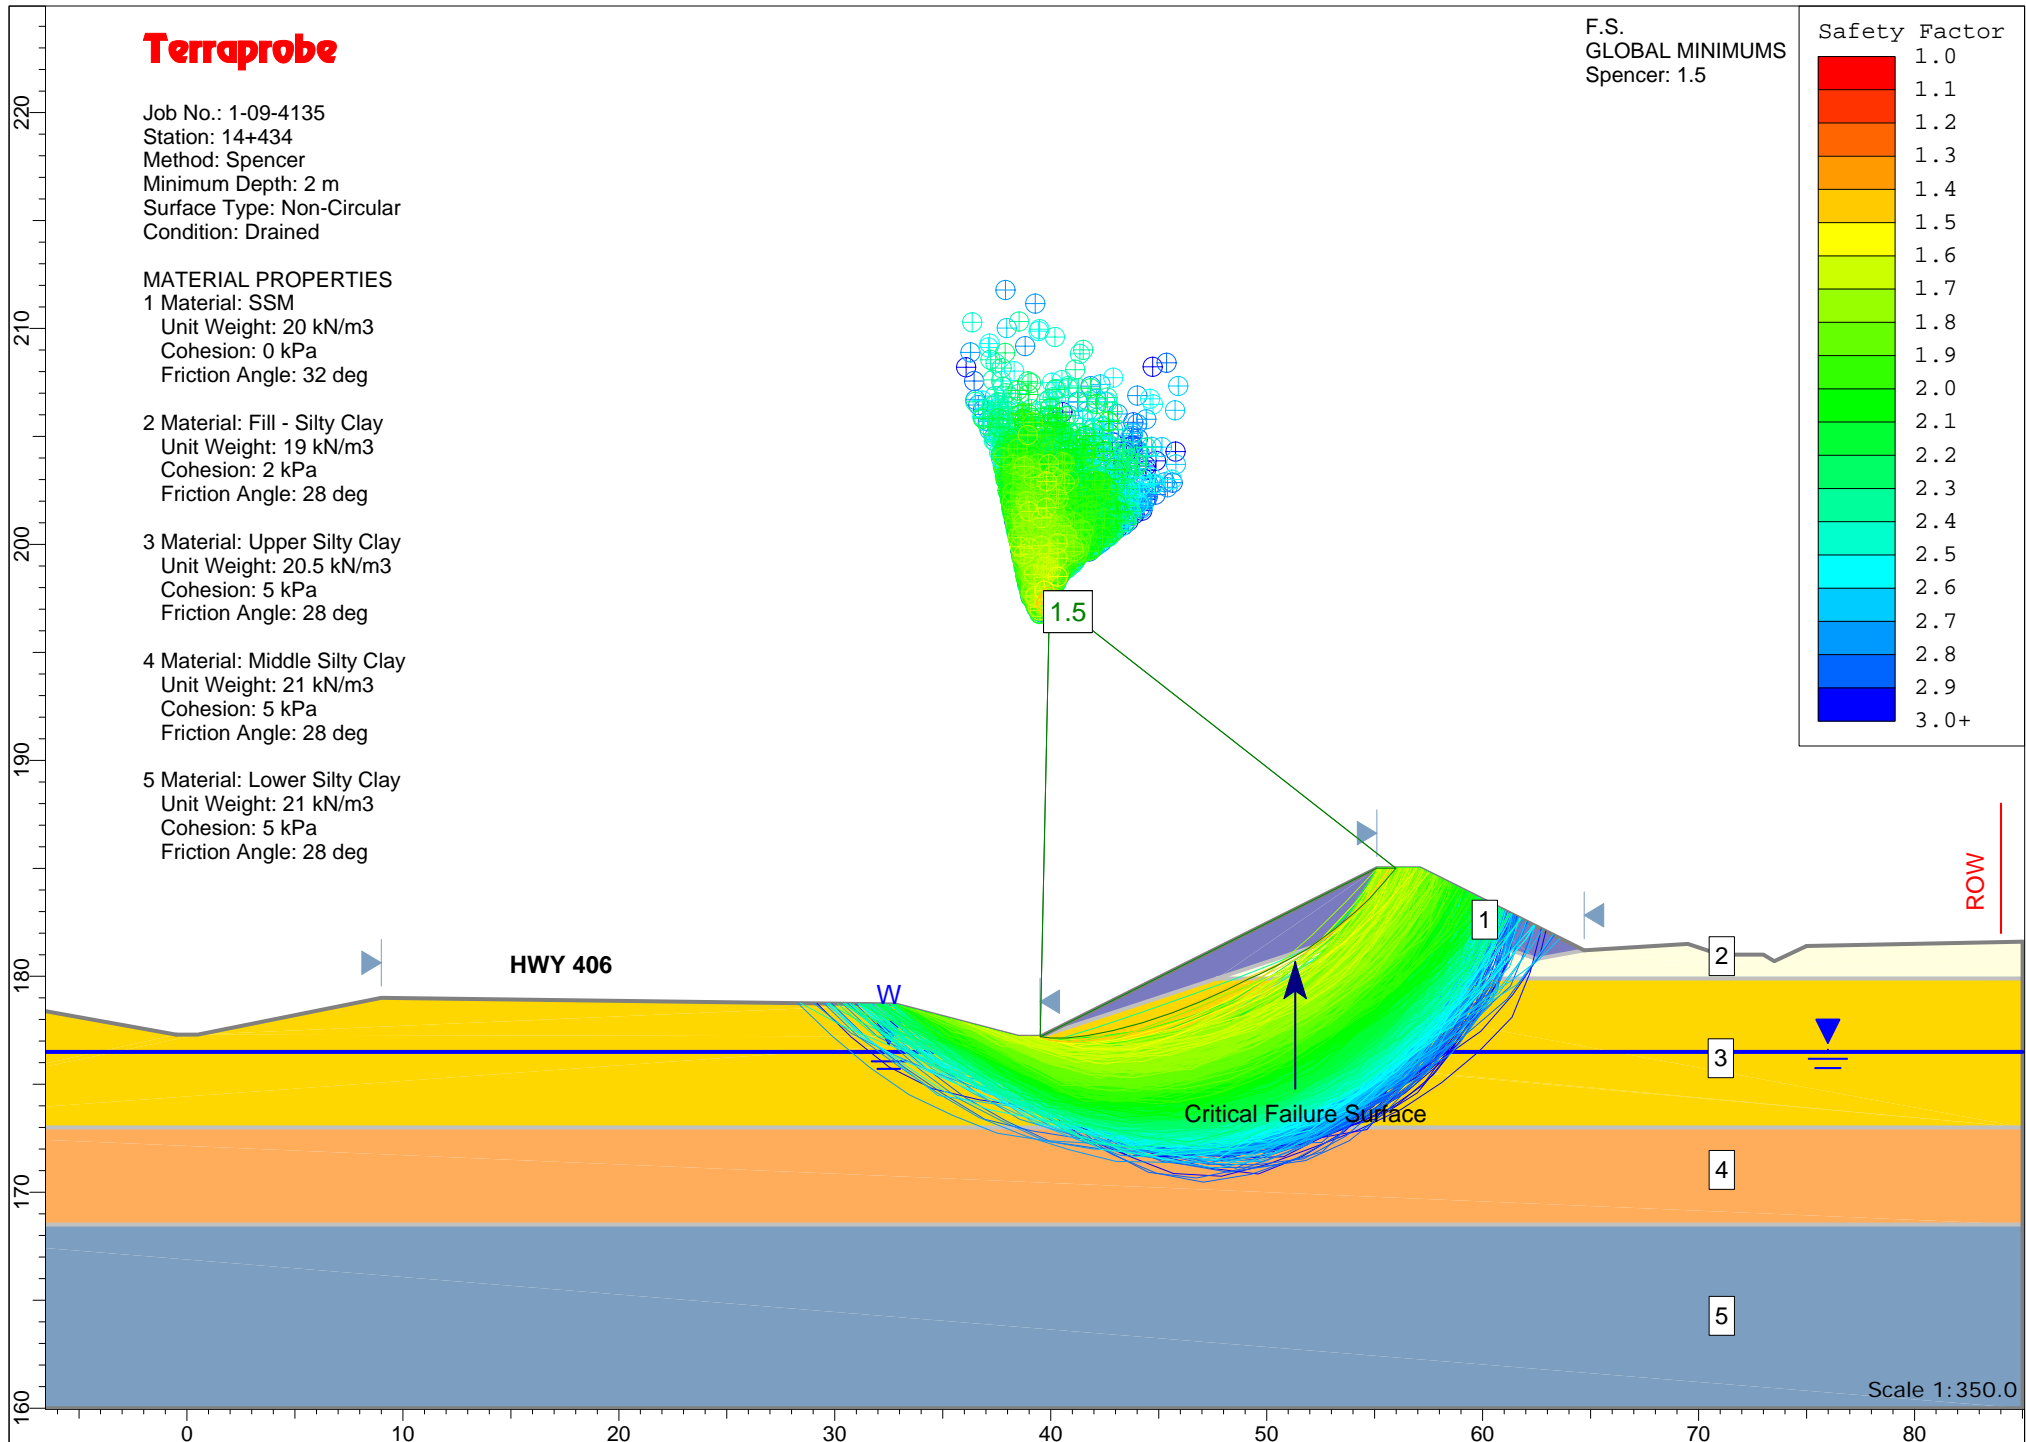 Terraprobe
Job No.: 1-09-4135
Station: 14+434
Method: Spencer
Minimum Depth: 2 m
Surface Type: Non-Circular
Condition: Drained
MATERIAL PROPERTIES
1 Material: SSM
Unit Weight: 20 kN/m3
Cohesion: 0 kPa
Friction Angle: 32 deg
2 Material: Fill - Silty Clay
Unit Weight: 19 kN/m3
Cohesion: 2 kPa
Friction Angle: 28 deg
3 Material: Upper Silty Clay
Unit Weight: 20.5 kN/m3
Cohesion: 5 kPa
Friction Angle: 28 deg
4 Material: Middle Silty Clay
Unit Weight: 21 kN/m3
Cohesion: 5 kPa
Friction Angle: 28 deg
5 Material: Lower Silty Clay
Unit Weight: 21 kN/m3
Cohesion: 5 kPa
Friction Angle: 28 deg
F.S.
GLOBAL MINIMUMS
Spencer: 1.5
Safety Factor
1.0
1.1
1.2
1.3
1.4
1.5
1.6
1.7
1.8
1.9
2.0
2.1
2.2
2.3
2.4
2.5
2.6
2.7
2.8
2.9
3.0+
1.5
HWY 406
W
ROW
Critical Failure Surface
1
2
3
4
5
Scale 1:350.0
220
210
200
190
180
170
160
0
10
20
30
40
50
60
70
80